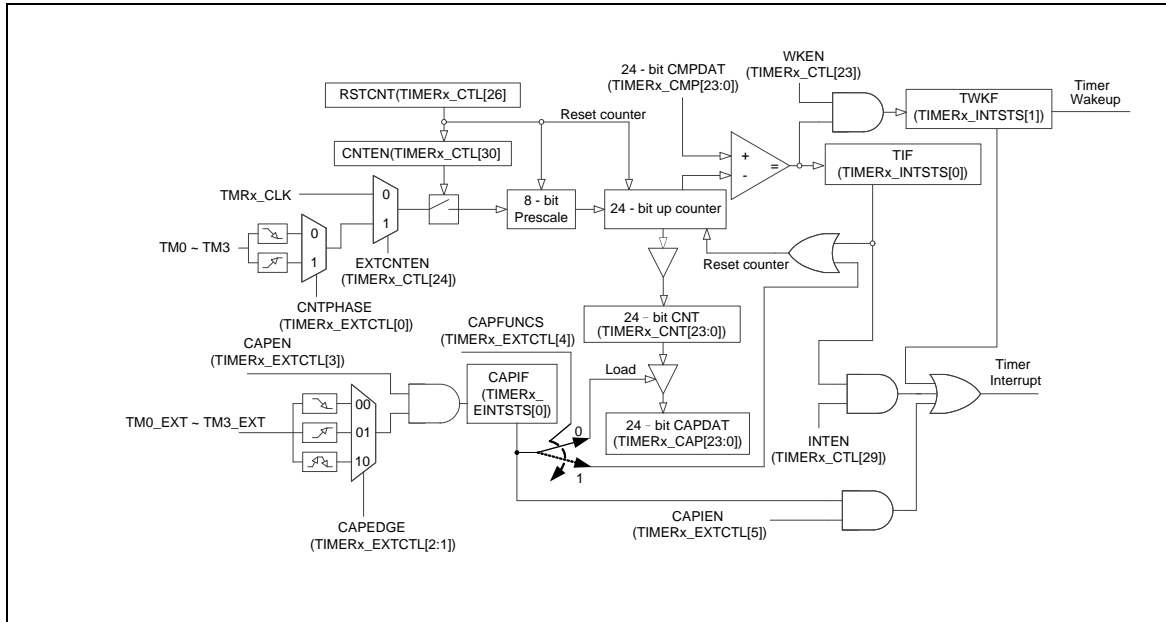 WKEN
(TIMERx_CTL[23])
24 - bit CMPDAT
(TIMERx_CMP[23:0])
Timer
Wakeup
RSTCNT(TIMERx_CTL[26]
Reset counter
TWKF
(TIMERx_INTSTS[1])
CNTEN(TIMERx_CTL[30]
+
-
=
TIF
(TIMERx_INTSTS[0])
TMRx_CLK
0
1
8 - bit
Prescale
24 - bit up counter
TM0 ~ TM3
0
1
EXTCNTEN
(TIMERx_CTL[24])
Reset counter
CNTPHASE
(TIMERx_EXTCTL[0])
24 - bit CNT
(TIMERx_CNT[23:0])
CAPFUNCS
(TIMERx_EXTCTL[4])
CAPEN
(TIMERx_EXTCTL[3])
Load
CAPIF
(TIMERx_
EINTSTS[0])
Timer
Interrupt
TM0_EXT ~ TM3_EXT
00
01
10
0
1
24 - bit CAPDAT
(TIMERx_CAP[23:0])
INTEN
(TIMERx_CTL[29])
CAPEDGE
(TIMERx_EXTCTL[2:1])
CAPIEN
(TIMERx_EXTCTL[5])